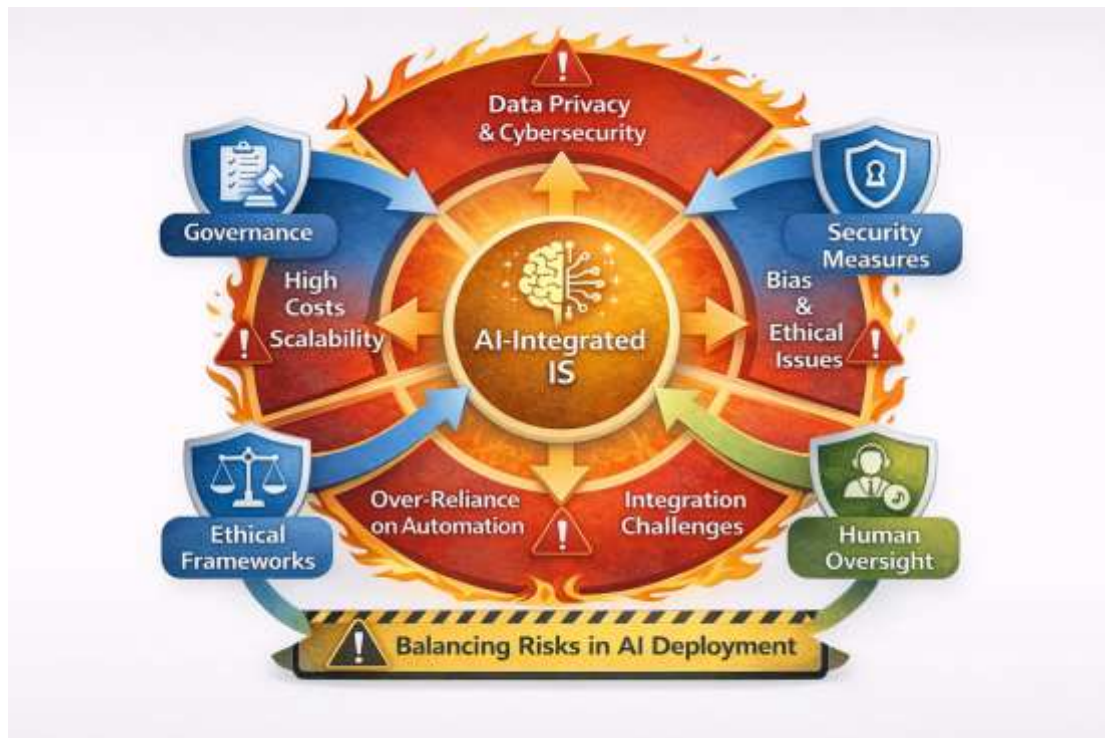 Data Privacy
& Cybersecurity
Governance
Security
Measures
High
Costs
Scalability
Bias
&
Ethical
Issues
AI-Integrated
IS
Over-Reliance
on Automation
Integration
Challenges
Ethical
Frameworks
Human
Oversight
Balancing Risks in AI Deployment